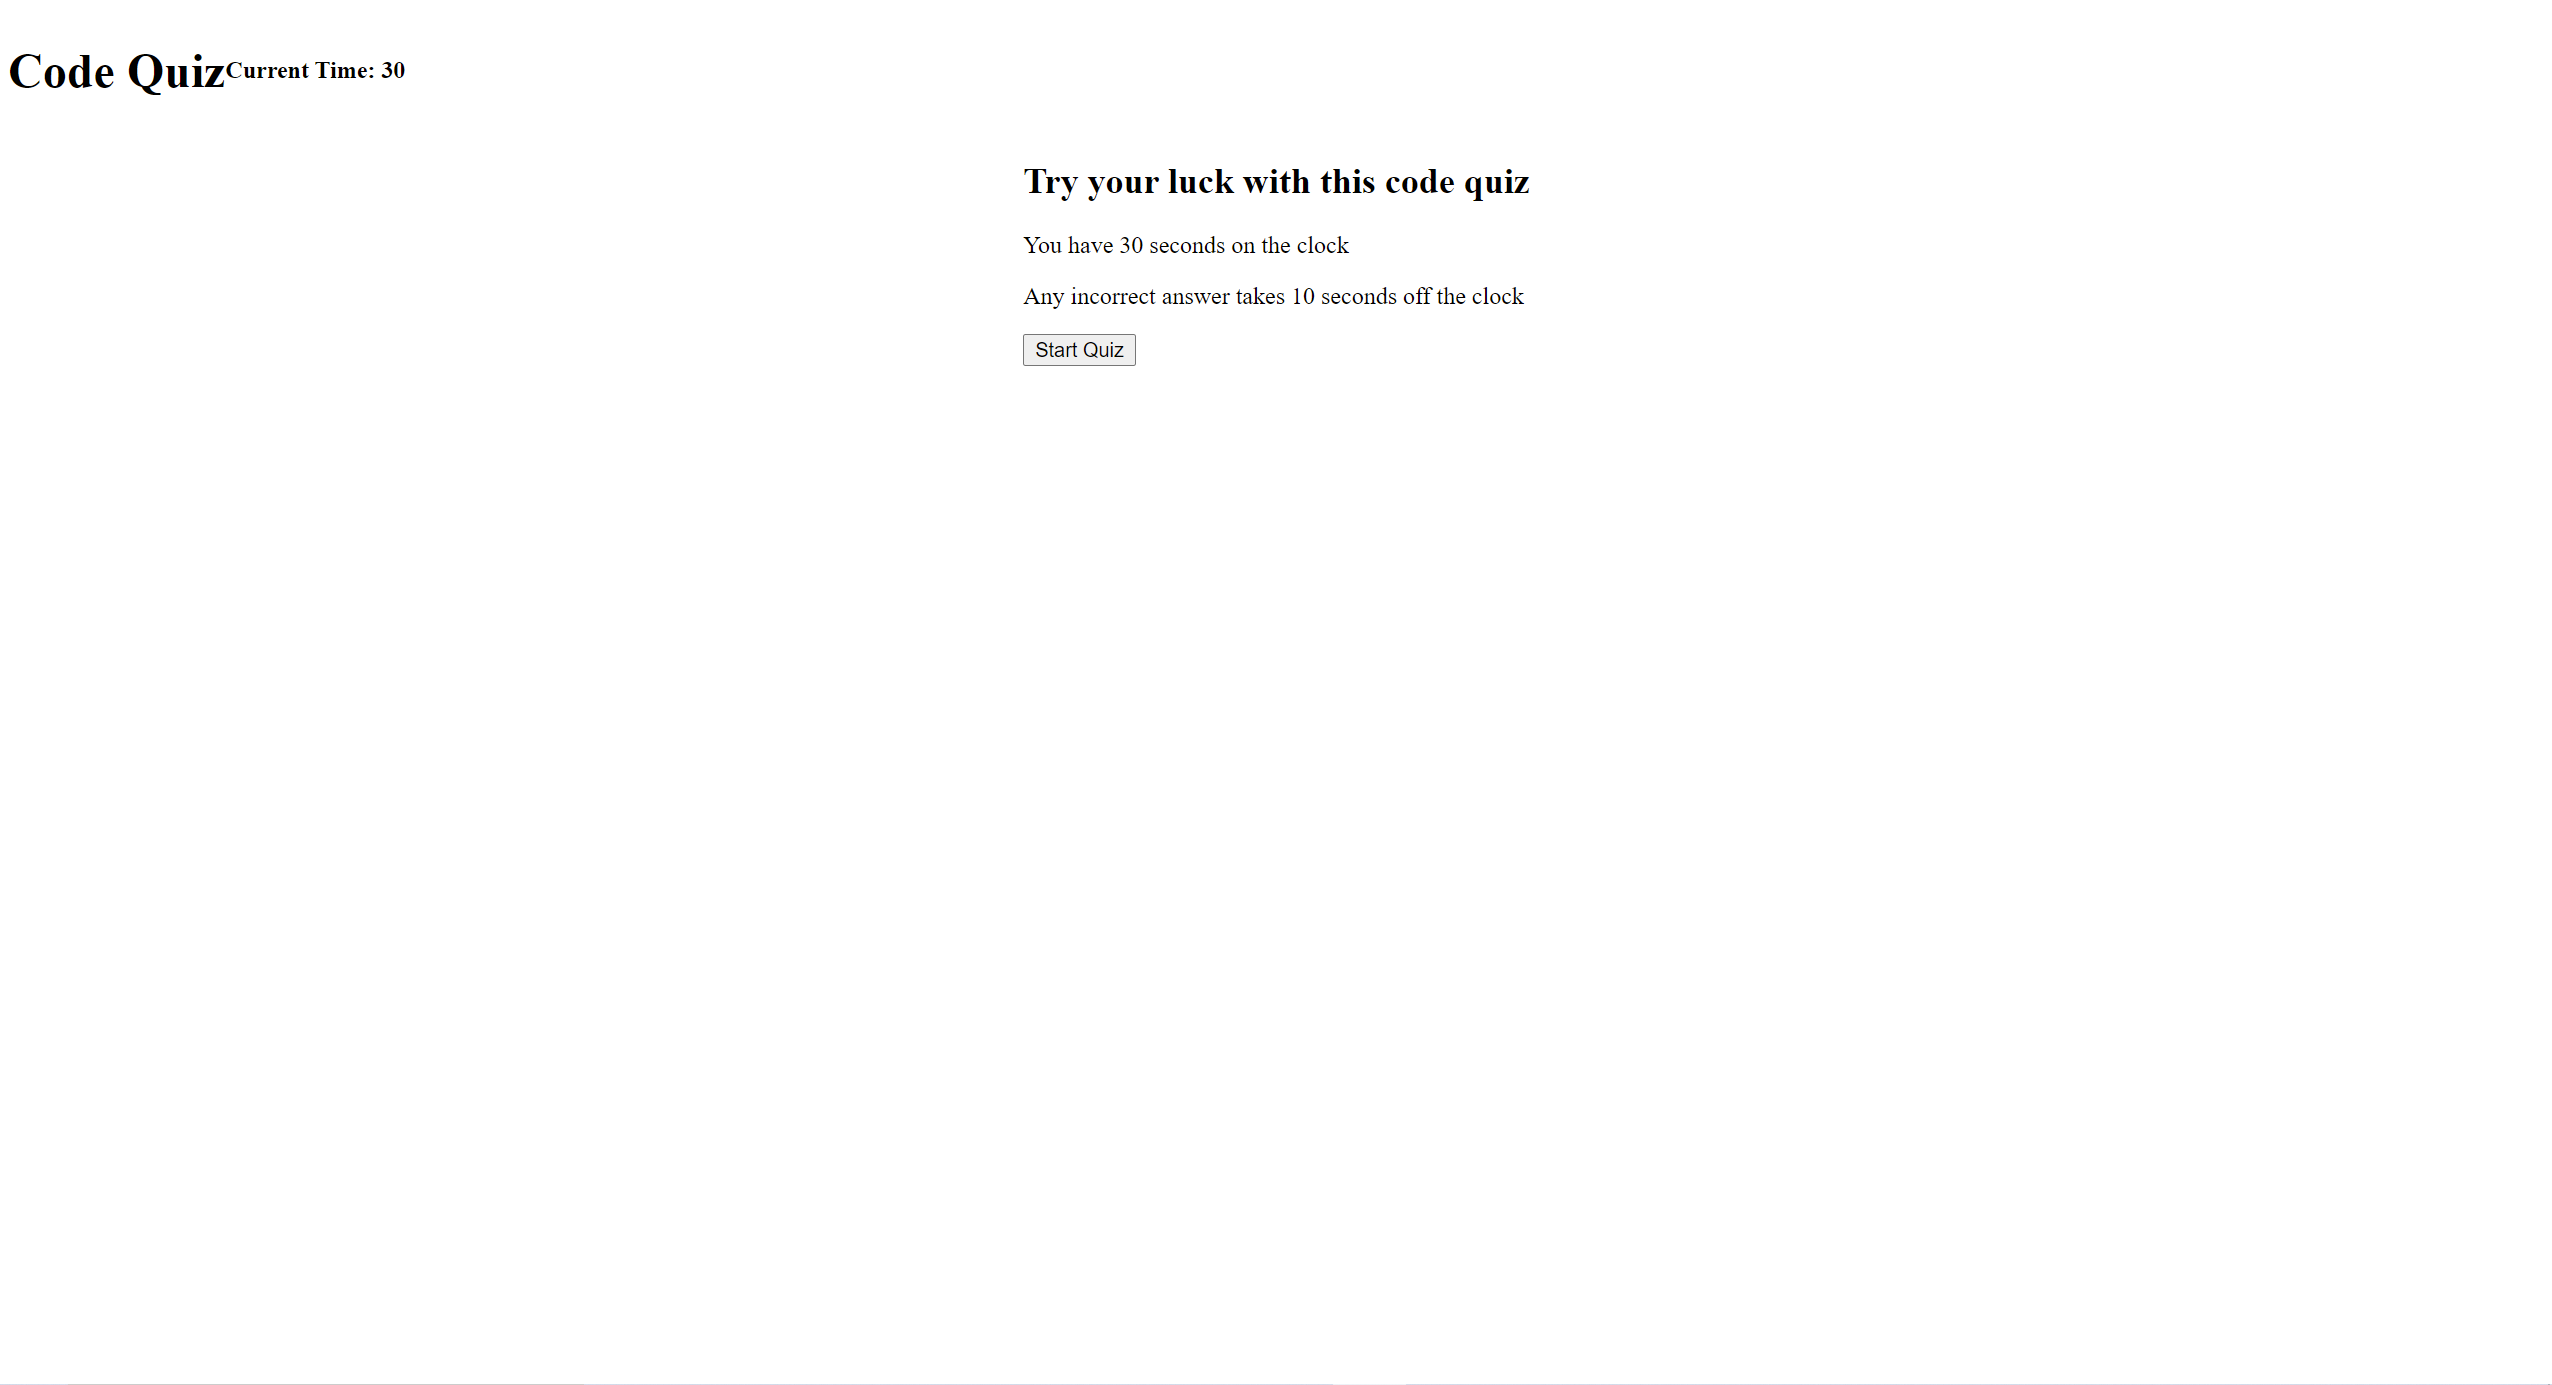 Code Quiz Current Time: 30
Try your luck with this code quiz
You have 30 seconds on the clock
Any incorrect answer takes 10 seconds off the clock
Start Quiz